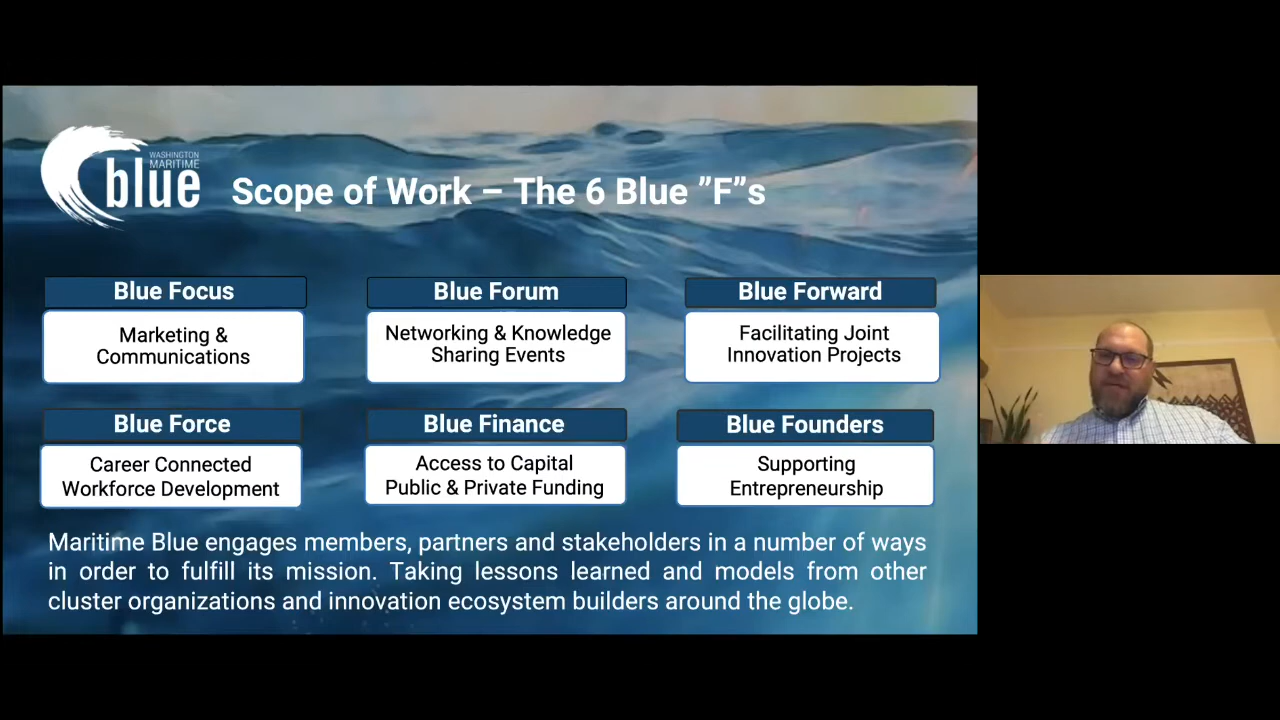 WASHINGTON
MARITIME
blue
Scope of Work – The 6 Blue ”F”s
Blue Focus
Marketing &
Communications
Blue Forum
Networking & Knowledge
Sharing Events
Blue Forward
Facilitating Joint
Innovation Projects
Blue Force
Career Connected
Workforce Development
Blue Finance
Access to Capital
Public & Private Funding
Blue Founders
Supporting
Entrepreneurship
Maritime Blue engages members, partners and stakeholders in a number of ways
in order to fulfill its mission. Taking lessons learned and models from other
cluster organizations and innovation ecosystem builders around the globe.